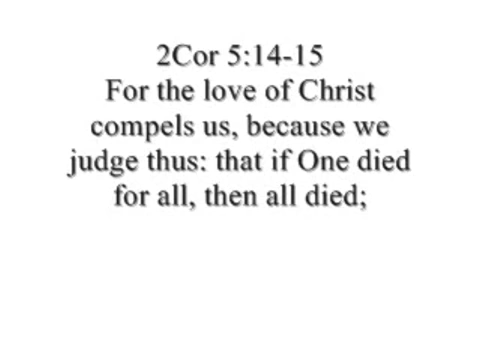 2Cor 5:14-15
For the love of Christ
compels us, because we
judge thus: that if One died
for all, then all died;